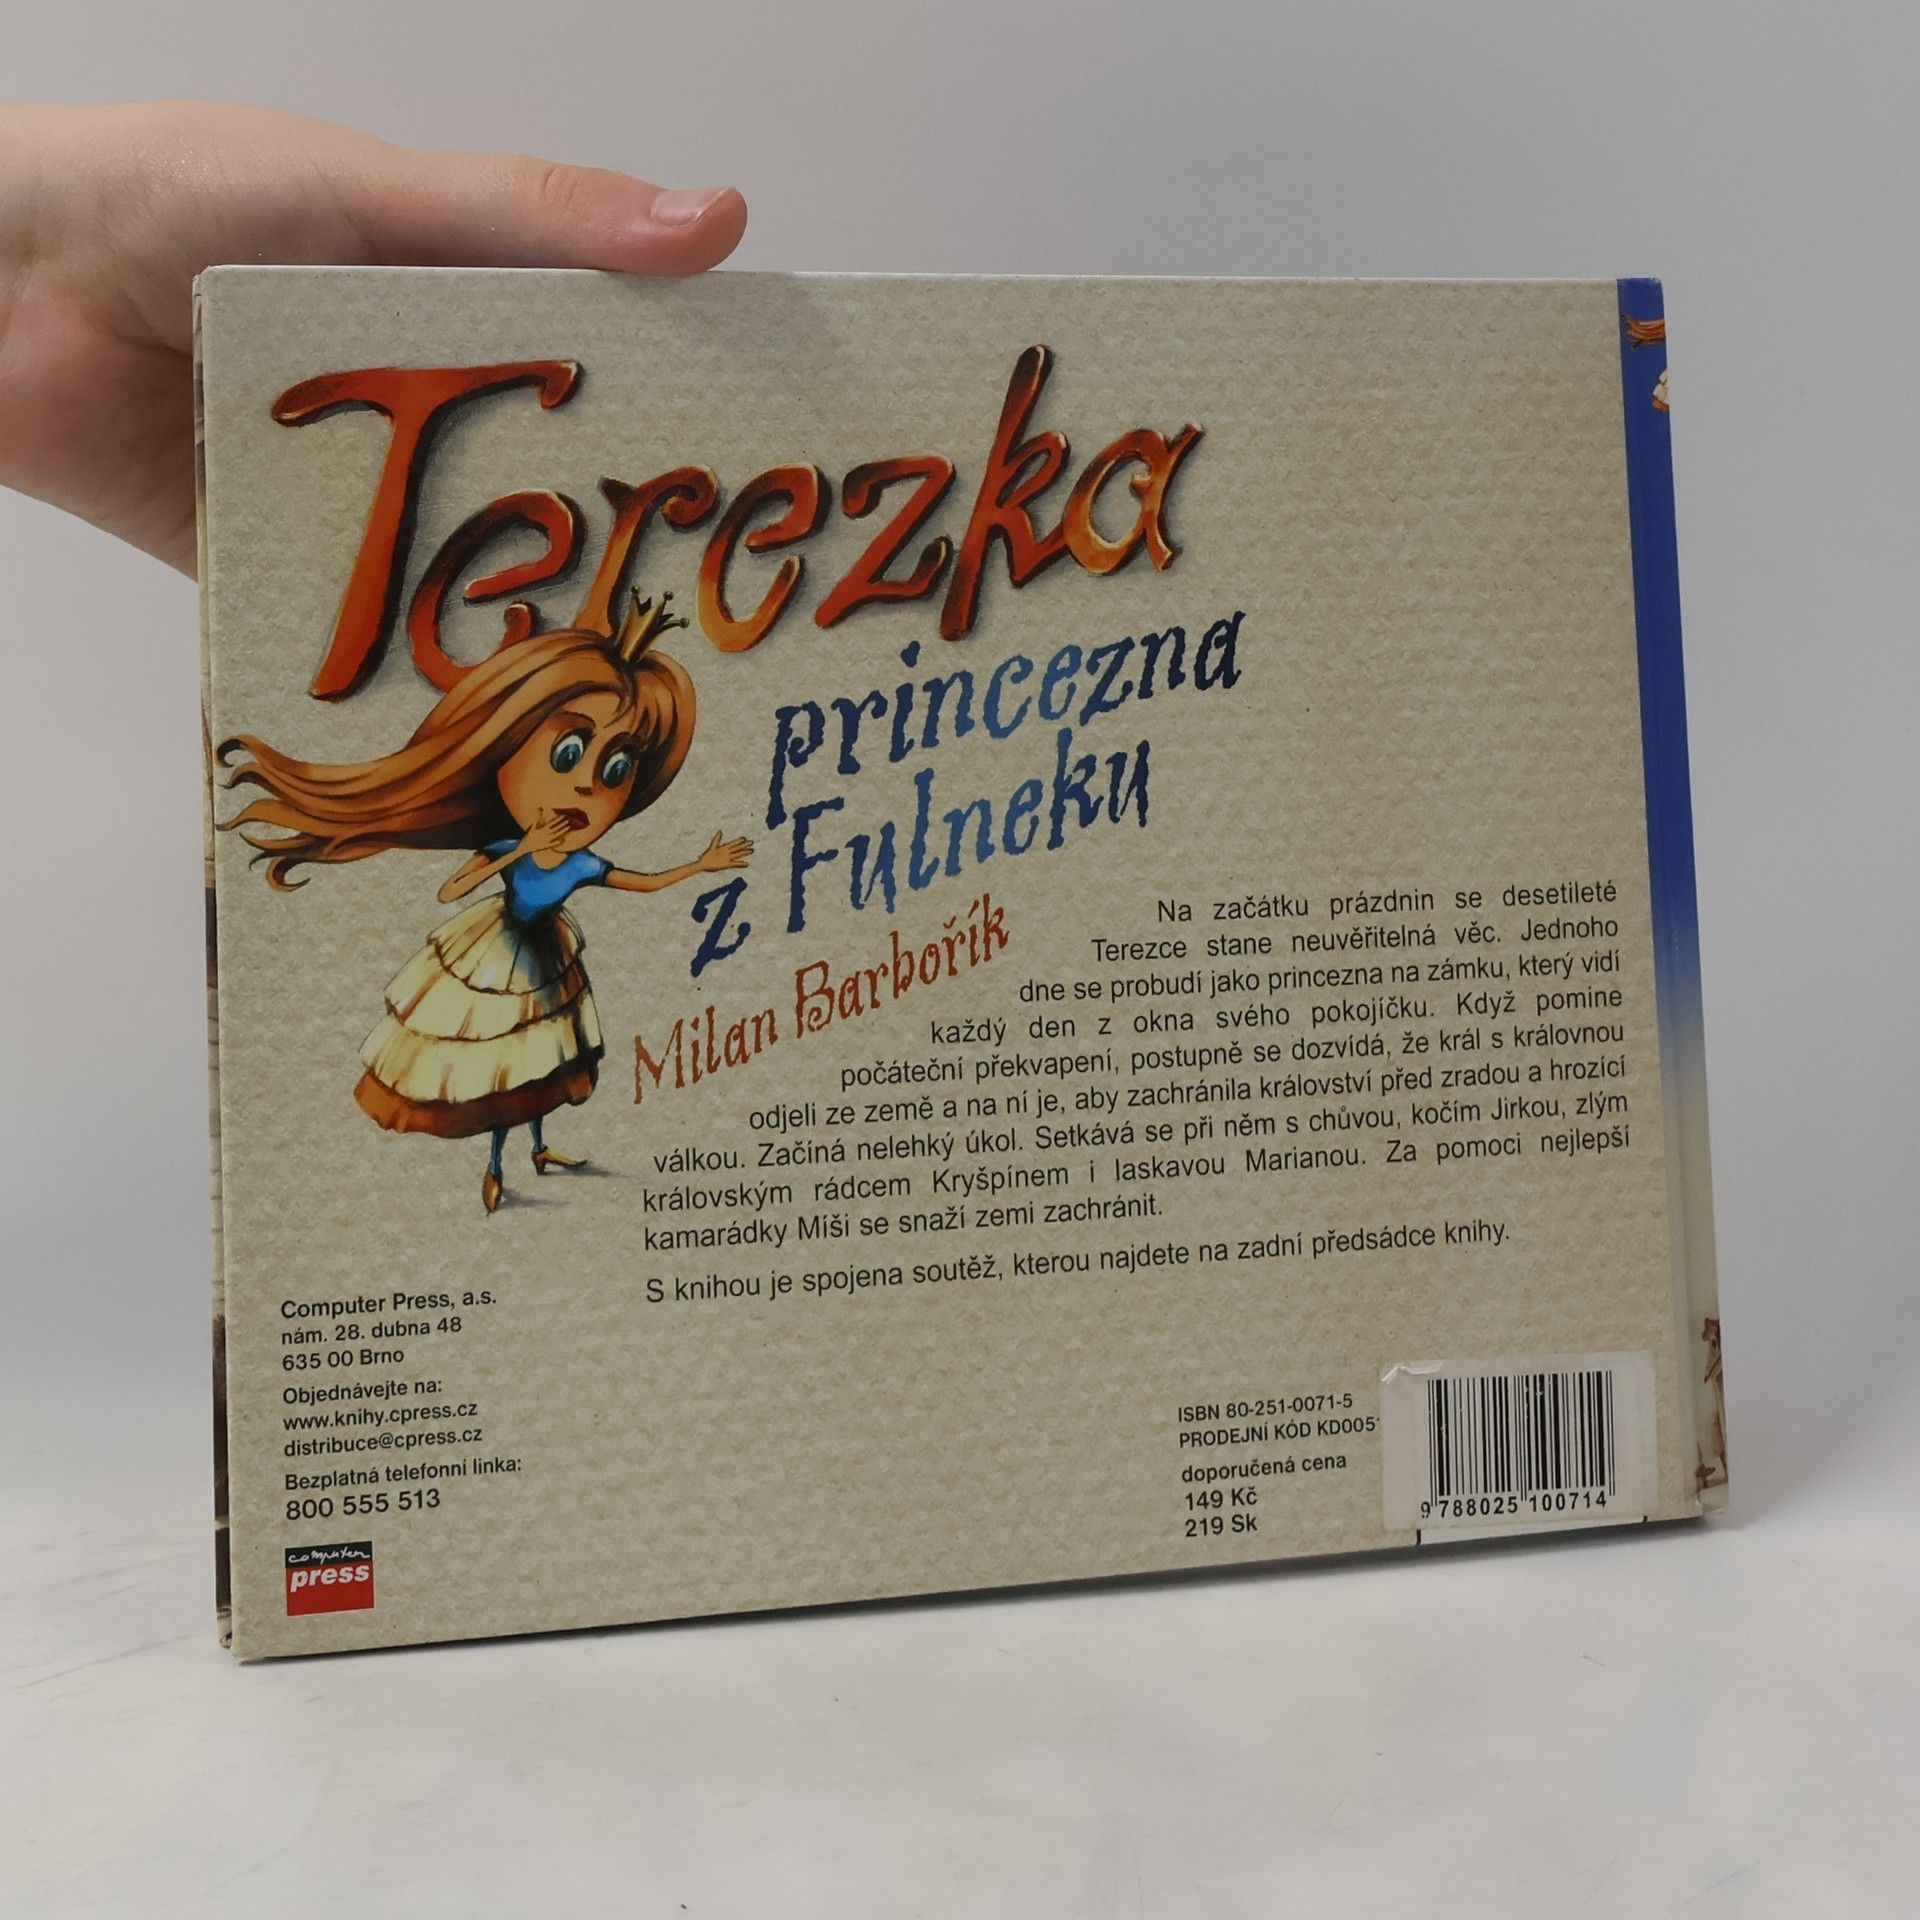 Terezka
princezna
z Fulneku
Milan Barbořík
Na začátku prázdnin se desetileté
Terezce stane neuvěřitelná věc. Jednoho
dne se probudí jako princezna na zámku, který vidí
každý den z okna svého pokojíčku. Když pomine
počáteční překvapení, postupně se dozvídá, že král s královnou
odjeli ze země a na ní je, aby zachránila království před zradou a hrozící
válkou. Začíná nelehký úkol. Setkává se při něm s chůvou, kočím Jirkou, zlým
královským rádcem Kryšpínem i laskavou Marianou. Za pomoci nejlepší
kamarádky Míši se snaží zemi zachránit.
S knihou je spojena soutěž, kterou najdete na zadní předsádce knihy.
Computer Press, a.s.
nám. 28. dubna 48
635 00 Brno
Objednávejte na:
www.knihy.cpress.cz
distribuce@cpress.cz
Bezplatná telefonní linka:
800 555 513
computer
press
ISBN 80-251-0071-5
PRODEJNÍ KÓD KD005
doporučená cena
149 Kč
219 Sk
9 788025 100714